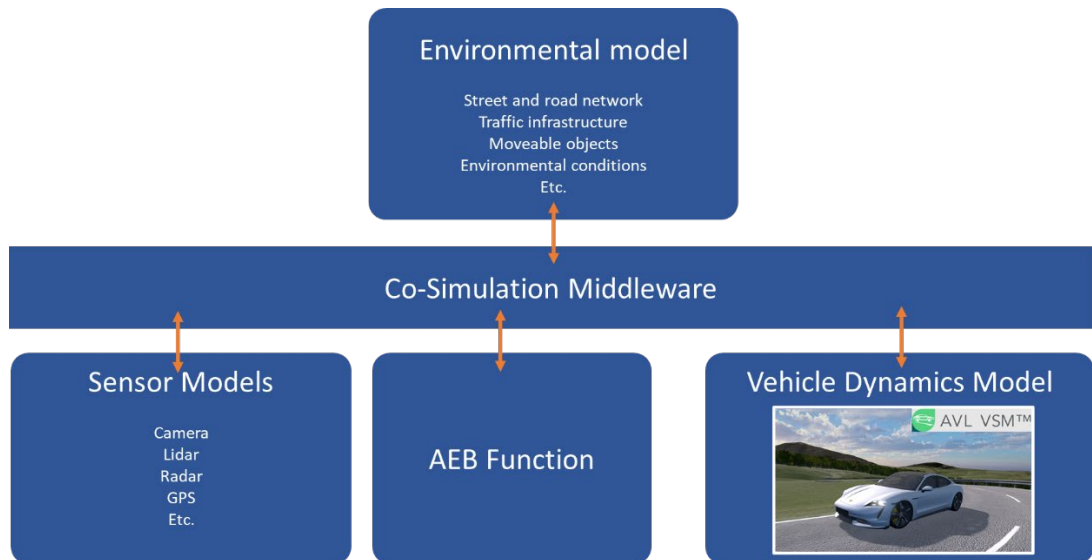 Environmental model
Street and road network
Traffic infrastructure
Moveable objects
Environmental conditions
Etc.
Co-Simulation Middleware
Sensor Models
Camera
Lidar
Radar
GPS
Etc.
AEB Function
Vehicle Dynamics Model
AVL VSM™